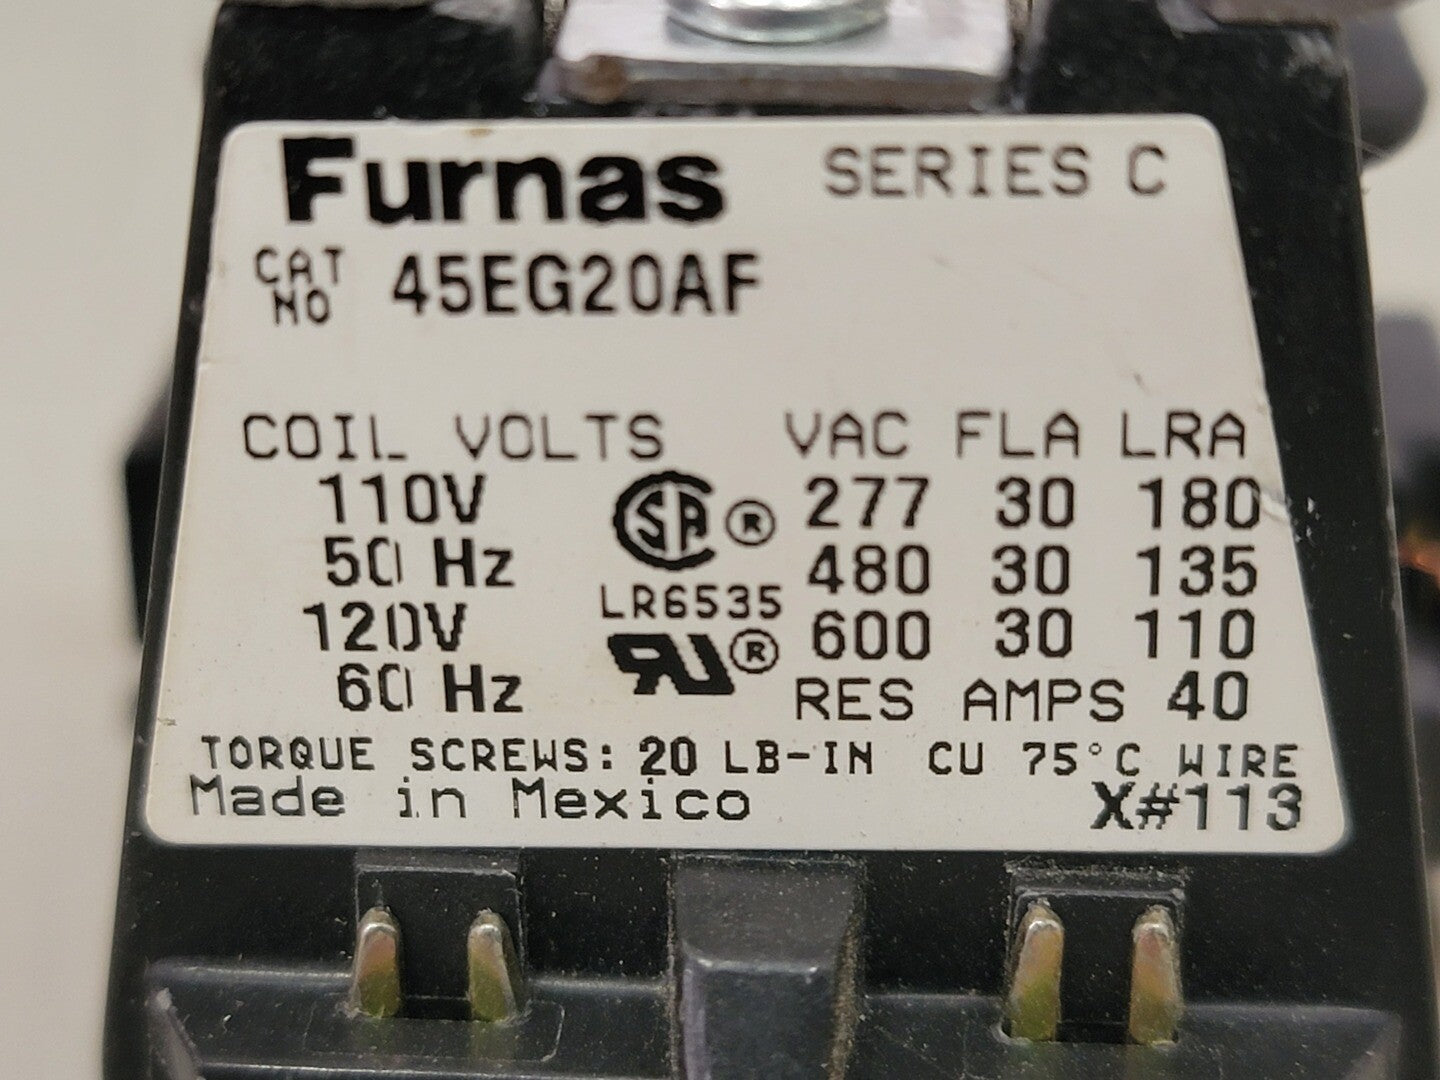 Furnas SERIES C
CAT NO 45EG20AF
COIL VOLTS VAC FLA LRA
110V 277 30 180
50 Hz 480 30 135
LR6535
120V 600 30 110
60 Hz RES AMPS 40
TORQUE SCREWS: 20 LB-IN CU 75°C WIRE
Made in Mexico X#113